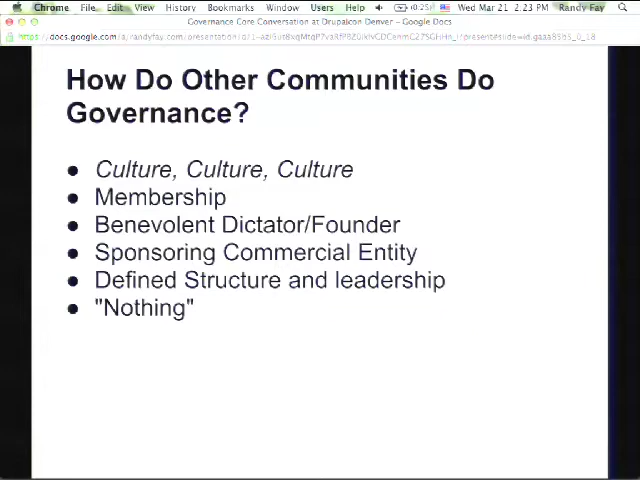 Chrome File Edit View History Bookmarks Window Users Help (0:25) Wed Mar 21 2:23 PM Randy Fay
Governance Core Conversation at Drupalcon Denver – Google Docs
How Do Other Communities Do
Governance?
● Culture, Culture, Culture
● Membership
● Benevolent Dictator/Founder
● Sponsoring Commercial Entity
● Defined Structure and leadership
● "Nothing"